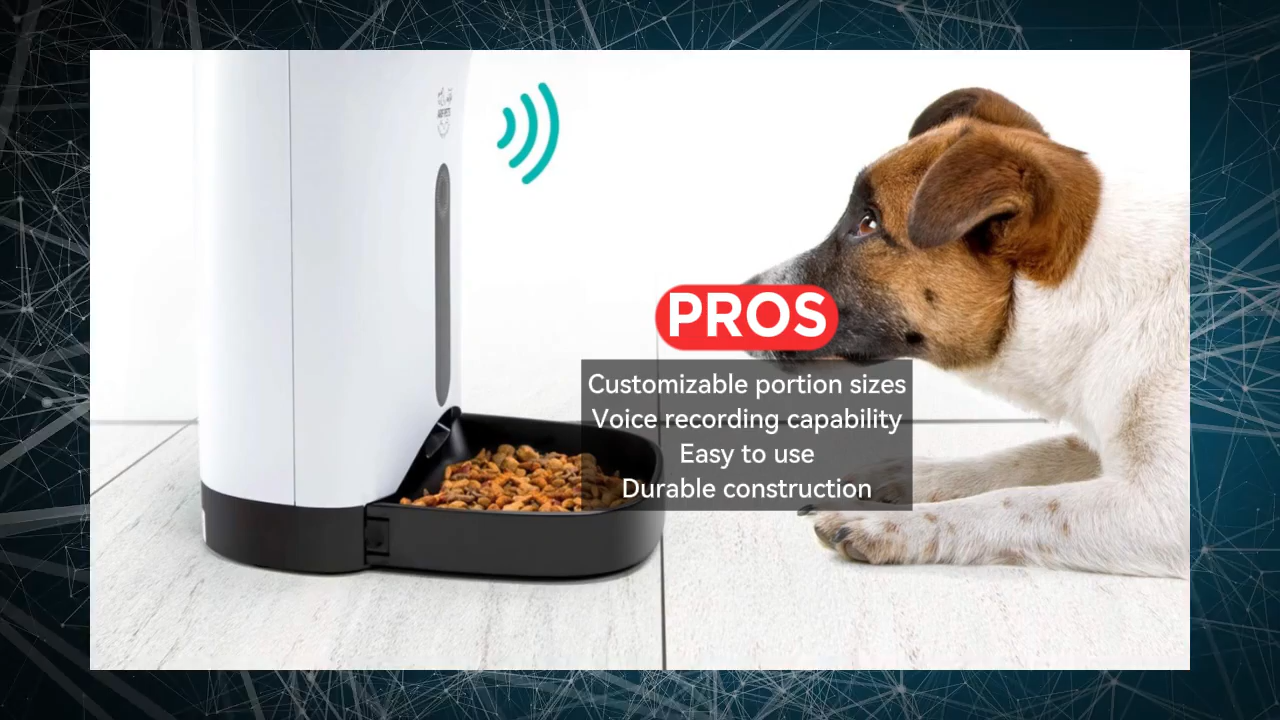 PROS
Customizable portion sizes
Voice recording capability
Easy to use
Durable construction